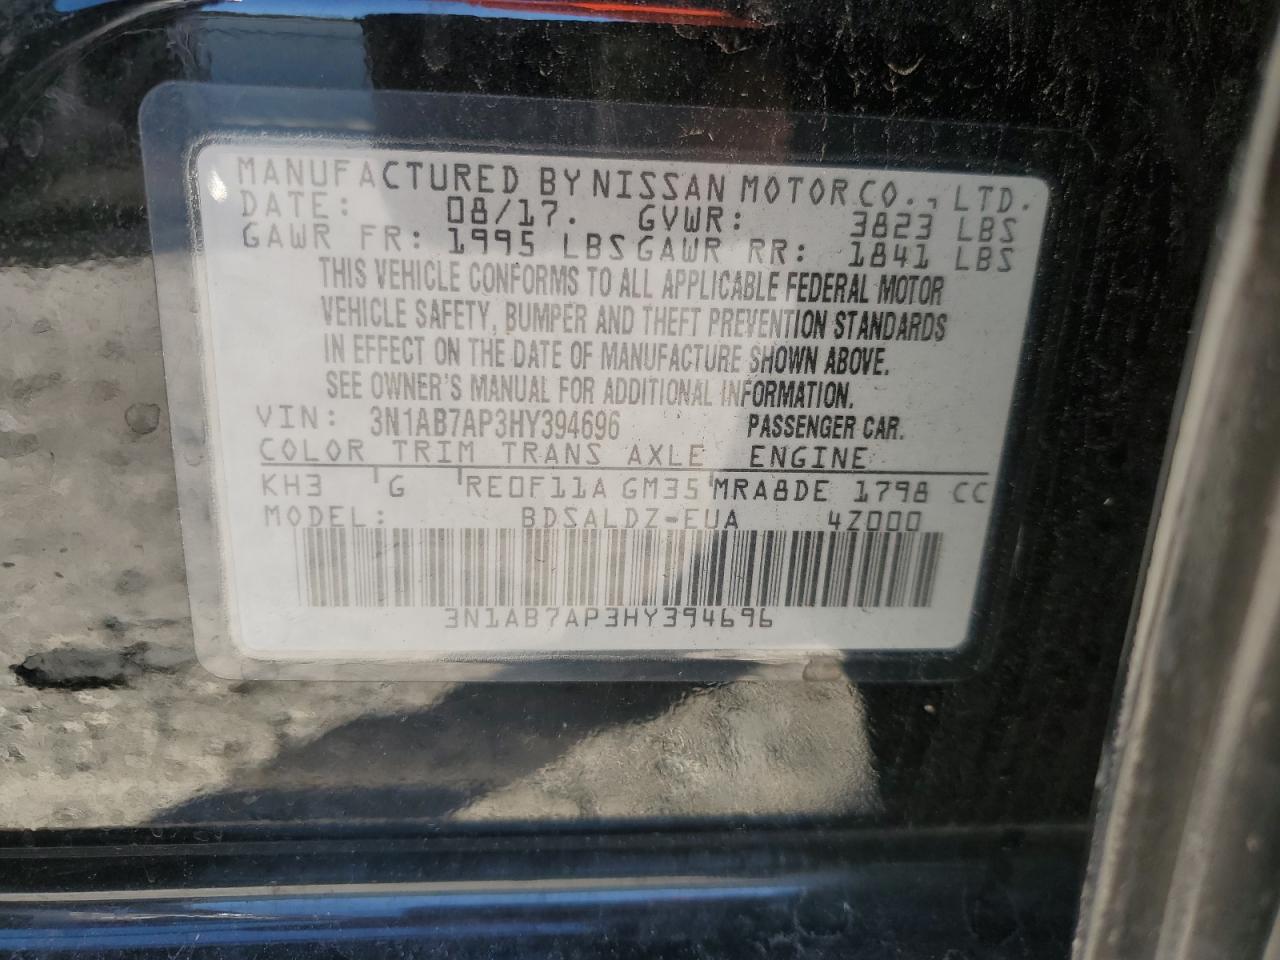 MANUFACTURED BY NISSAN MOTOR CO., LTD.
DATE: 08/17. GVWR: 3823 LBS
GAWR FR: 1995 LBS GAWR RR: 1841 LBS
THIS VEHICLE CONFORMS TO ALL APPLICABLE FEDERAL MOTOR
VEHICLE SAFETY, BUMPER AND THEFT PREVENTION STANDARDS
IN EFFECT ON THE DATE OF MANUFACTURE SHOWN ABOVE.
SEE OWNER'S MANUAL FOR ADDITIONAL INFORMATION.
VIN: 3N1AB7AP3HY394696 PASSENGER CAR.
COLOR TRIM TRANS AXLE ENGINE
KH3 G RE0F11A GM35 MRA8DE 1798 CC
MODEL: BDSALDZ-EUA 4Z000
3N1AB7AP3HY394696